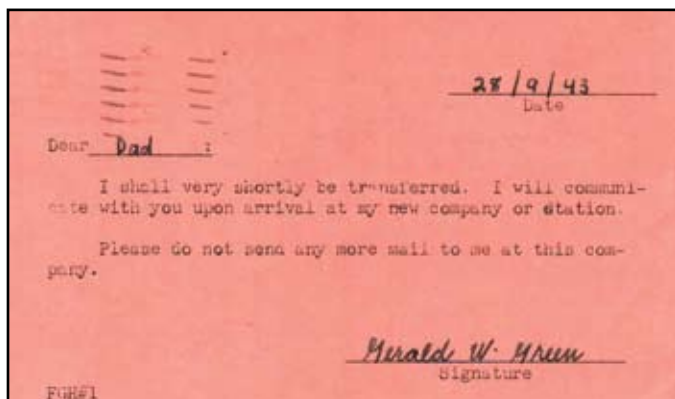 28/9/43
Date
Dear Dad :
I shall very shortly be transferred. I will communi-
cate with you upon arrival at my new company or station.
Please do not send any more mail to me at this com-
pany.
Gerald W. Green
Signature
FGH#1